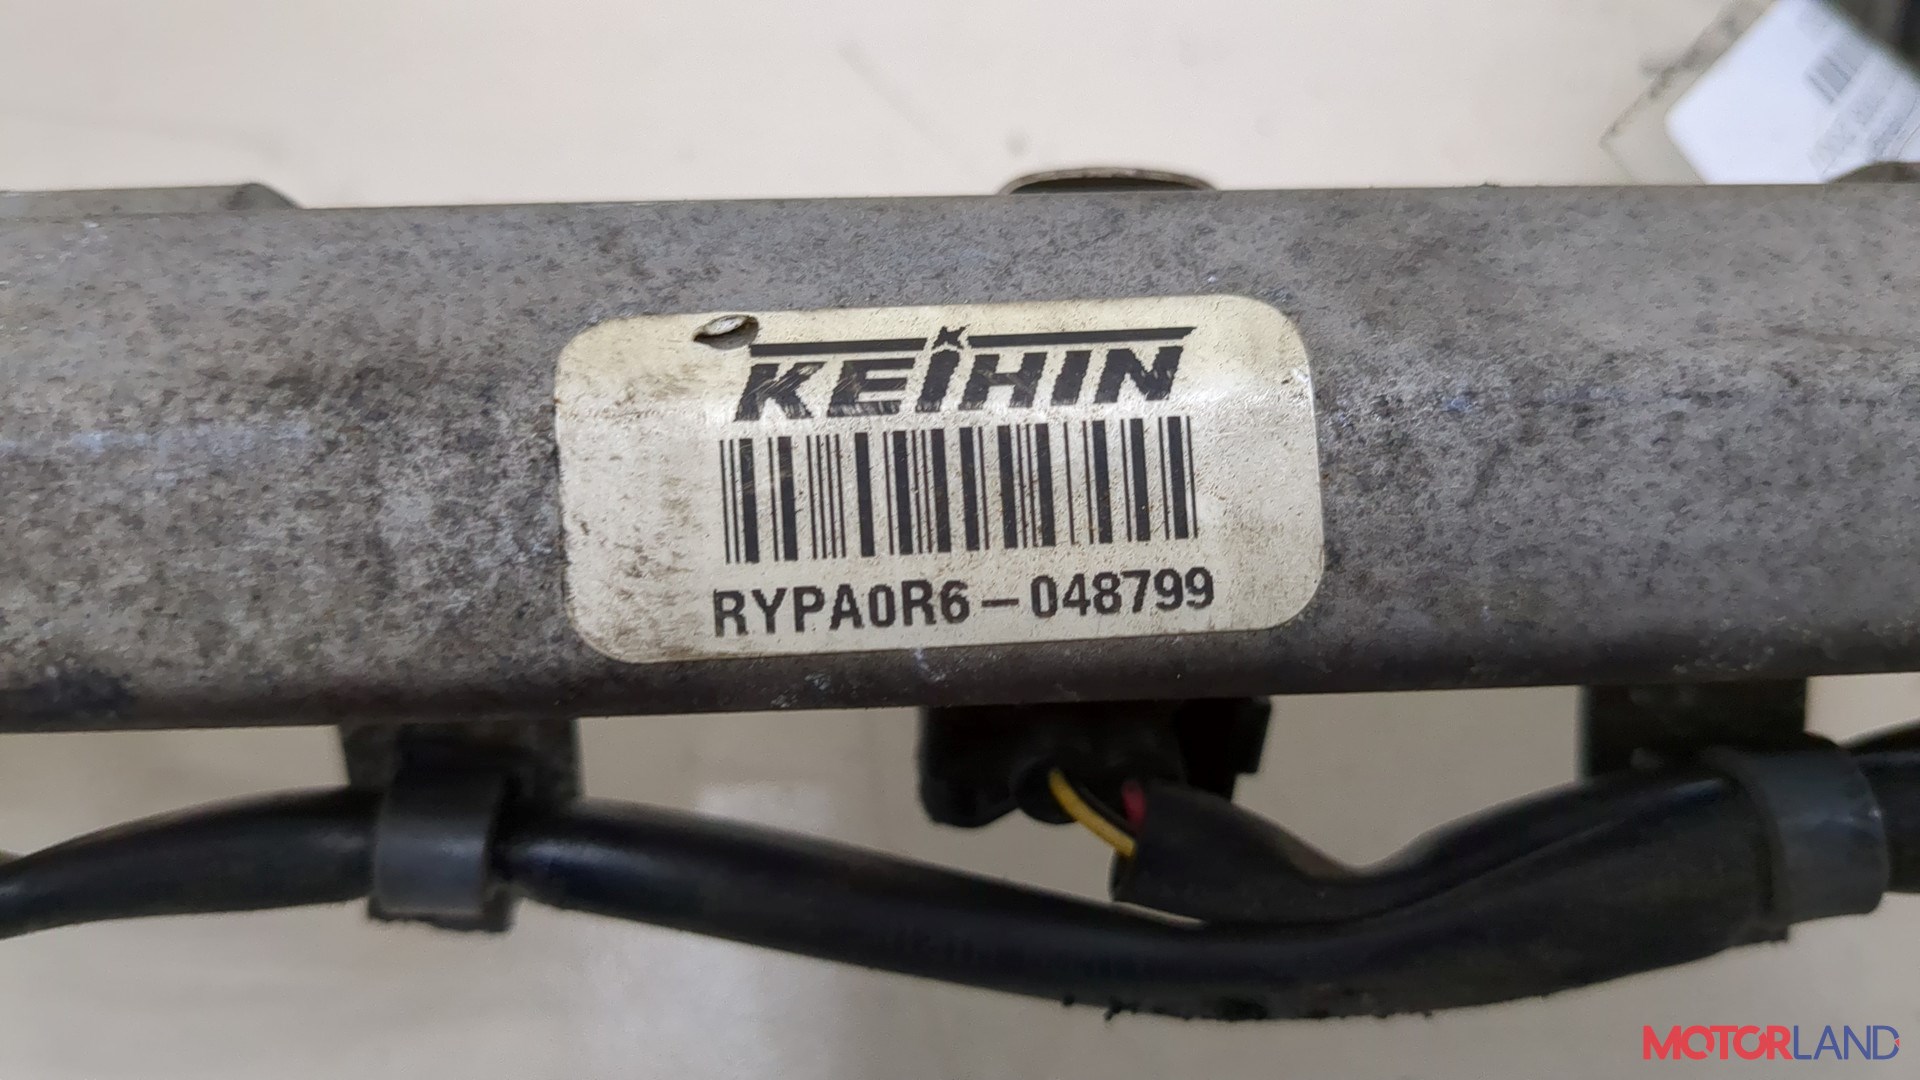 KEIHIN
RYPA0R6-048799
MOTORLAND